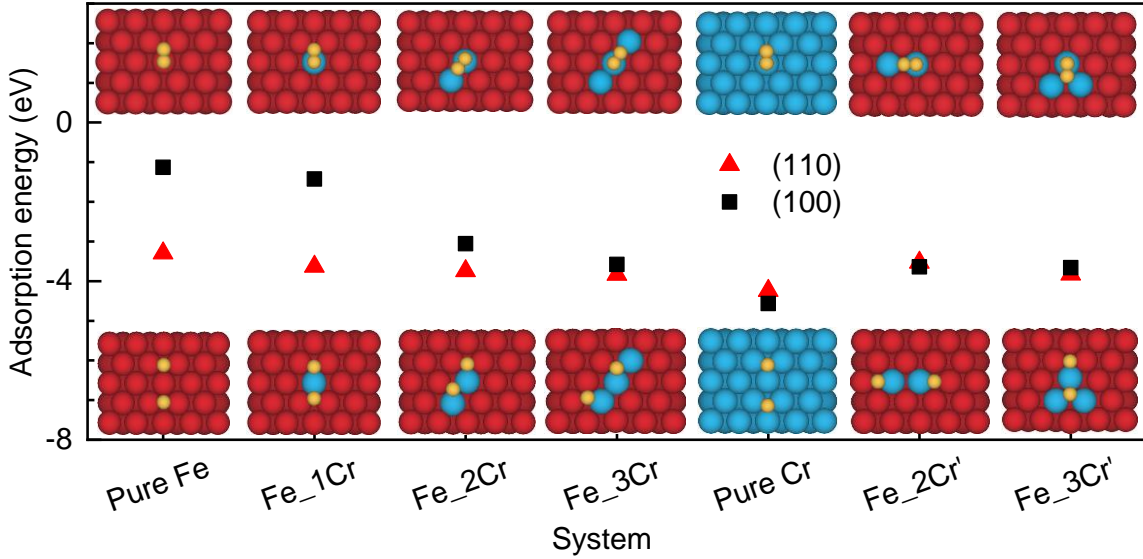 Adsorption energy (eV)
0
-4
-8
(110)
(100)
Pure Fe
Fe_1Cr
Fe_2Cr
Fe_3Cr
Pure Cr
Fe_2Cr'
Fe_3Cr'
System